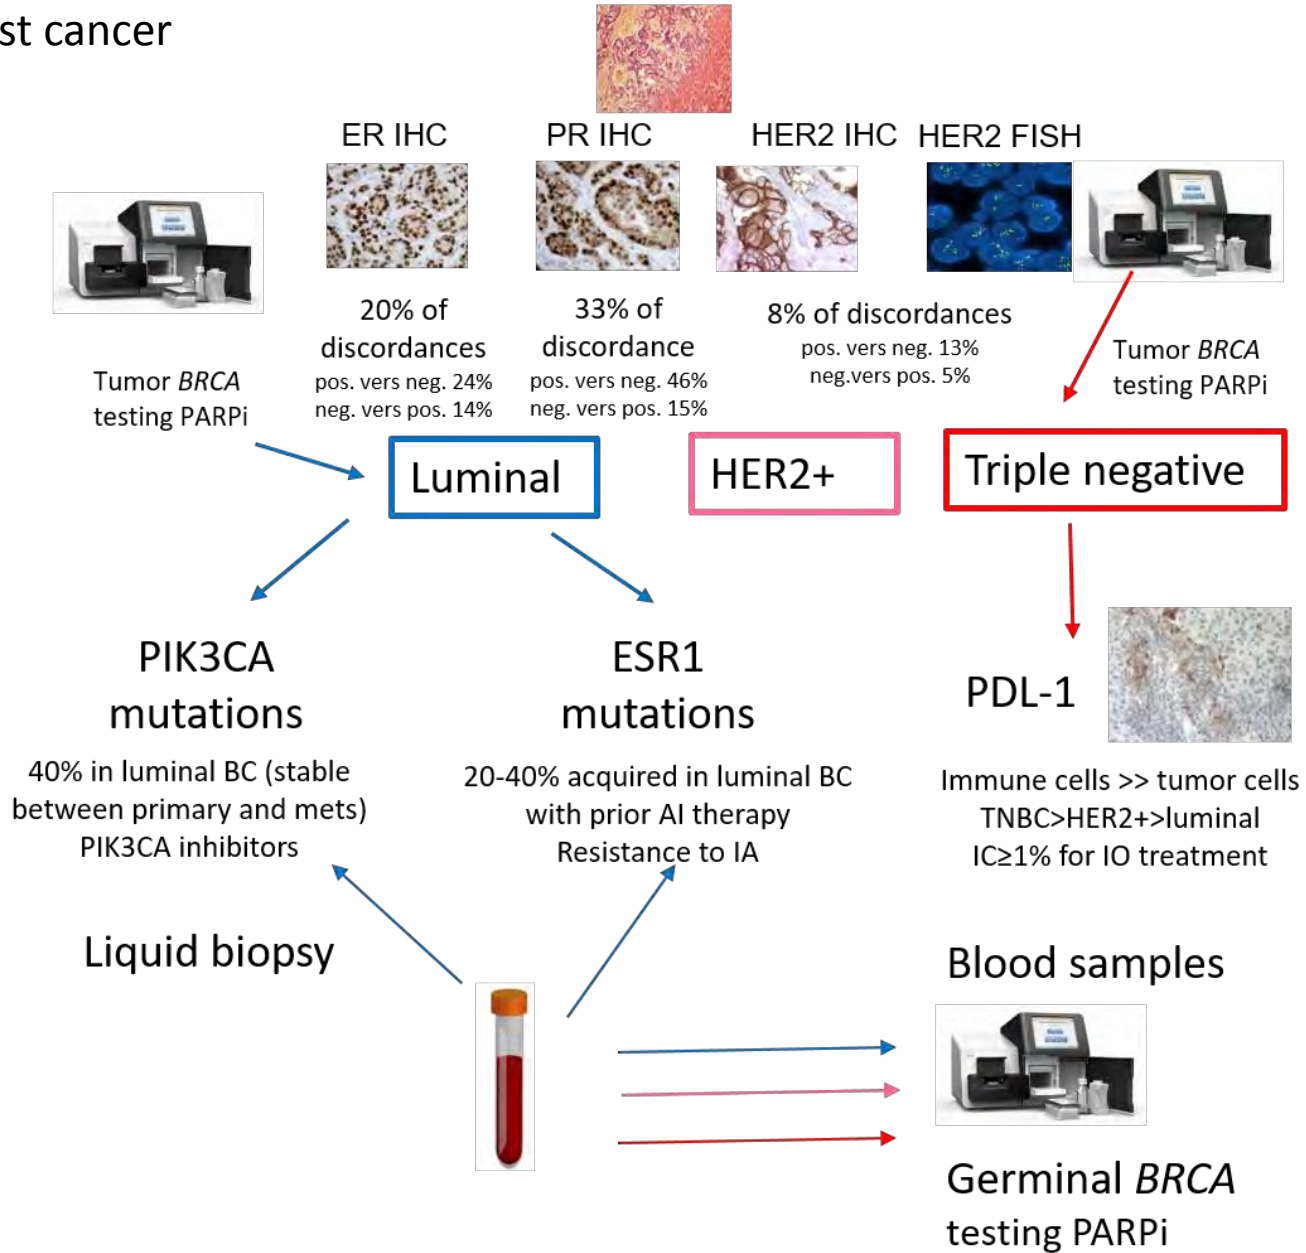 st cancer
ER IHC
PR IHC
HER2 IHC
HER2 FISH
20% of
discordances
pos. vers neg. 24%
neg. vers pos. 14%
33% of
discordance
pos. vers neg. 46%
neg. vers pos. 15%
8% of discordances
pos. vers neg. 13%
neg.vers pos. 5%
Tumor BRCA
testing PARPi
Tumor BRCA
testing PARPi
Luminal
HER2+
Triple negative
PIK3CA
mutations
40% in luminal BC (stable
between primary and mets)
PIK3CA inhibitors
ESR1
mutations
20-40% acquired in luminal BC
with prior AI therapy
Resistance to IA
PDL-1
Immune cells >> tumor cells
TNBC>HER2+>luminal
IC≥1% for IO treatment
Liquid biopsy
Blood samples
Germinal BRCA
testing PARPi